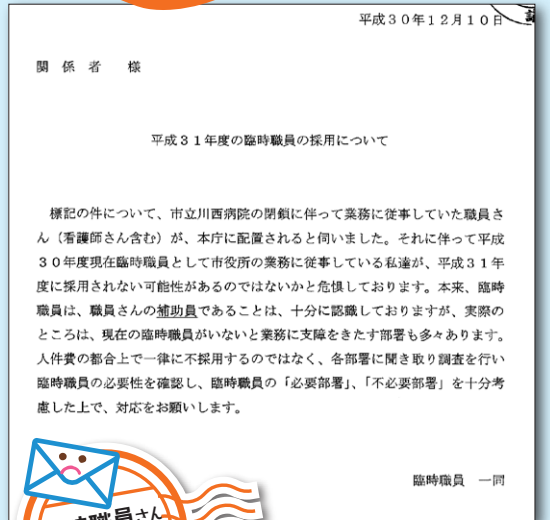 平成３０年１２月１０日
関　係　者　　様
平成３１年度の臨時職員の採用について
標記の件について、市立川西病院の閉鎖に伴って業務に従事していた職員さ
ん（看護師さん含む）が、本庁に配置されると伺いました。それに伴って平成
３０年度現在臨時職員として市役所の業務に従事している私達が、平成３１年
度に採用されない可能性があるのではないかと危惧しております。本来、臨時
職員は、職員さんの補助員であることは、十分に認識しておりますが、実際の
ところは、現在の臨時職員がいないと業務に支障をきたす部署も多々あります。
人件費の都合上で一律に不採用するのではなく、各部署に聞き取り調査を行い
臨時職員の必要性を確認し、臨時職員の「必要部署」、「不必要部署」を十分考
慮した上で、対応をお願いします。
臨時職員　一同
職員さん